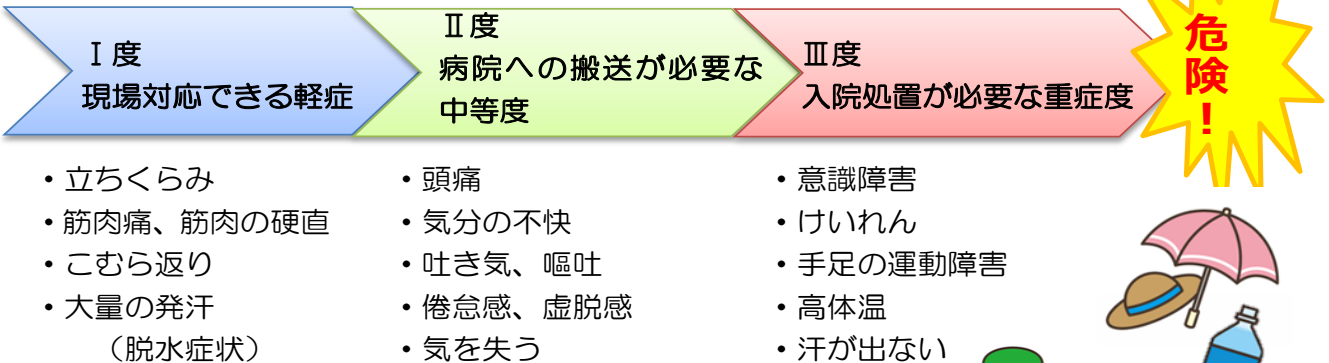 Ⅰ度
現場対応できる軽症
Ⅱ度
病院への搬送が必要な
中等度
Ⅲ度
入院処置が必要な重症度
危険！
・立ちくらみ
・筋肉痛、筋肉の硬直
・こむら返り
・大量の発汗
（脱水症状）
・頭痛
・気分の不快
・吐き気、嘔吐
・倦怠感、虚脱感
・気を失う
・意識障害
・けいれん
・手足の運動障害
・高体温
・汗が出ない